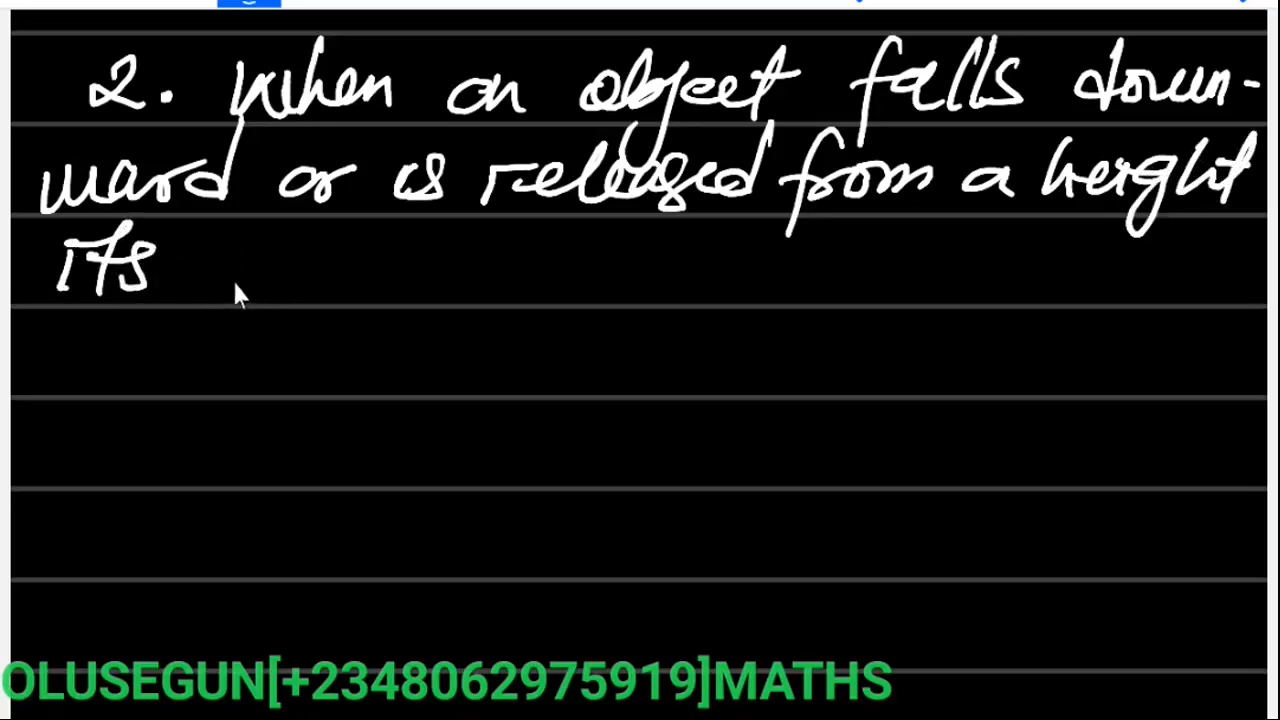 2. When an object falls down-
ward or is released from a height
its
OLUSEGUN[+2348062975919]MATHS